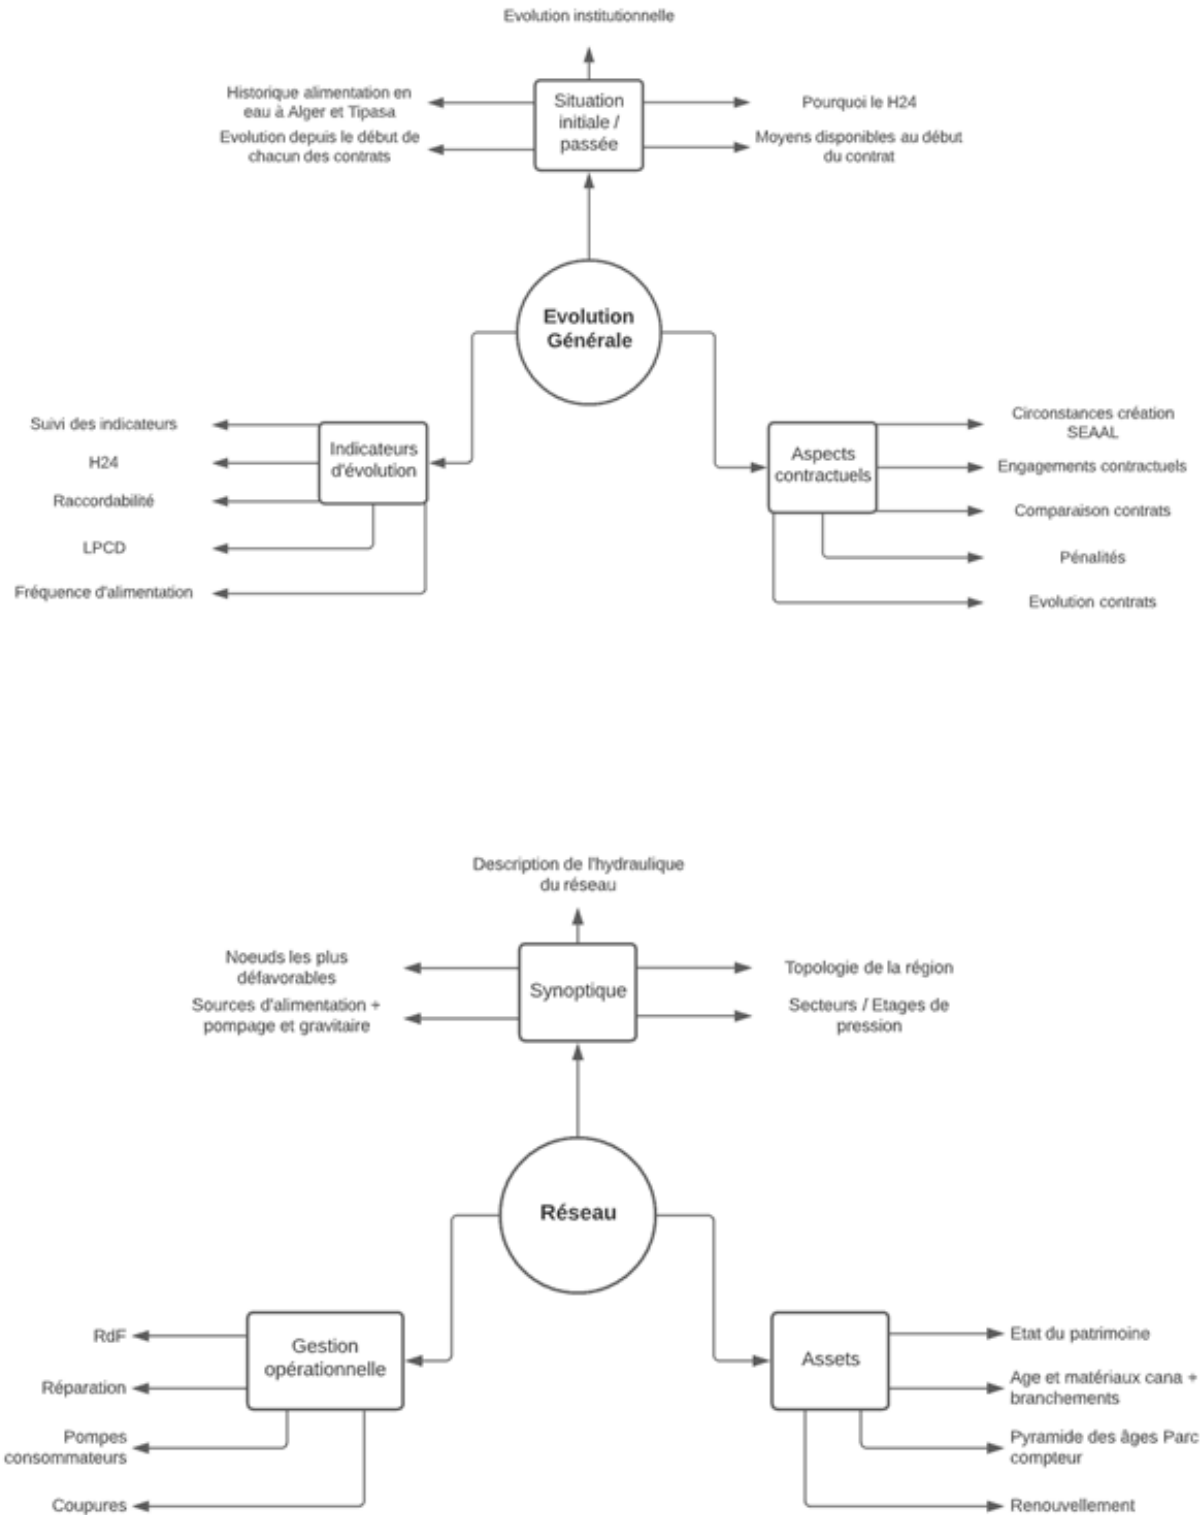 Evolution institutionnelle
Historique alimentation en
eau à Alger et Tipasa
Evolution depuis le début de
chacun des contrats
Situation
initiale /
passée
Pourquoi le H24
Moyens disponibles au début
du contrat
Evolution
Générale
Suivi des indicateurs
H24
Raccordabilité
LPCD
Fréquence d'alimentation
Indicateurs
d'évolution
Aspects
contractuels
Circonstances création
SEAAL
Engagements contractuels
Comparaison contrats
Pénalités
Evolution contrats
Description de l'hydraulique
du réseau
Noeuds les plus
défavorables
Sources d'alimentation +
pompage et gravitaire
Synoptique
Topologie de la région
Secteurs / Etages de
pression
Réseau
RdF
Réparation
Pompes
consommateurs
Coupures
Gestion
opérationnelle
Assets
Etat du patrimoine
Age et matériaux cana +
branchements
Pyramide des âges Parc
compteur
Renouvellement